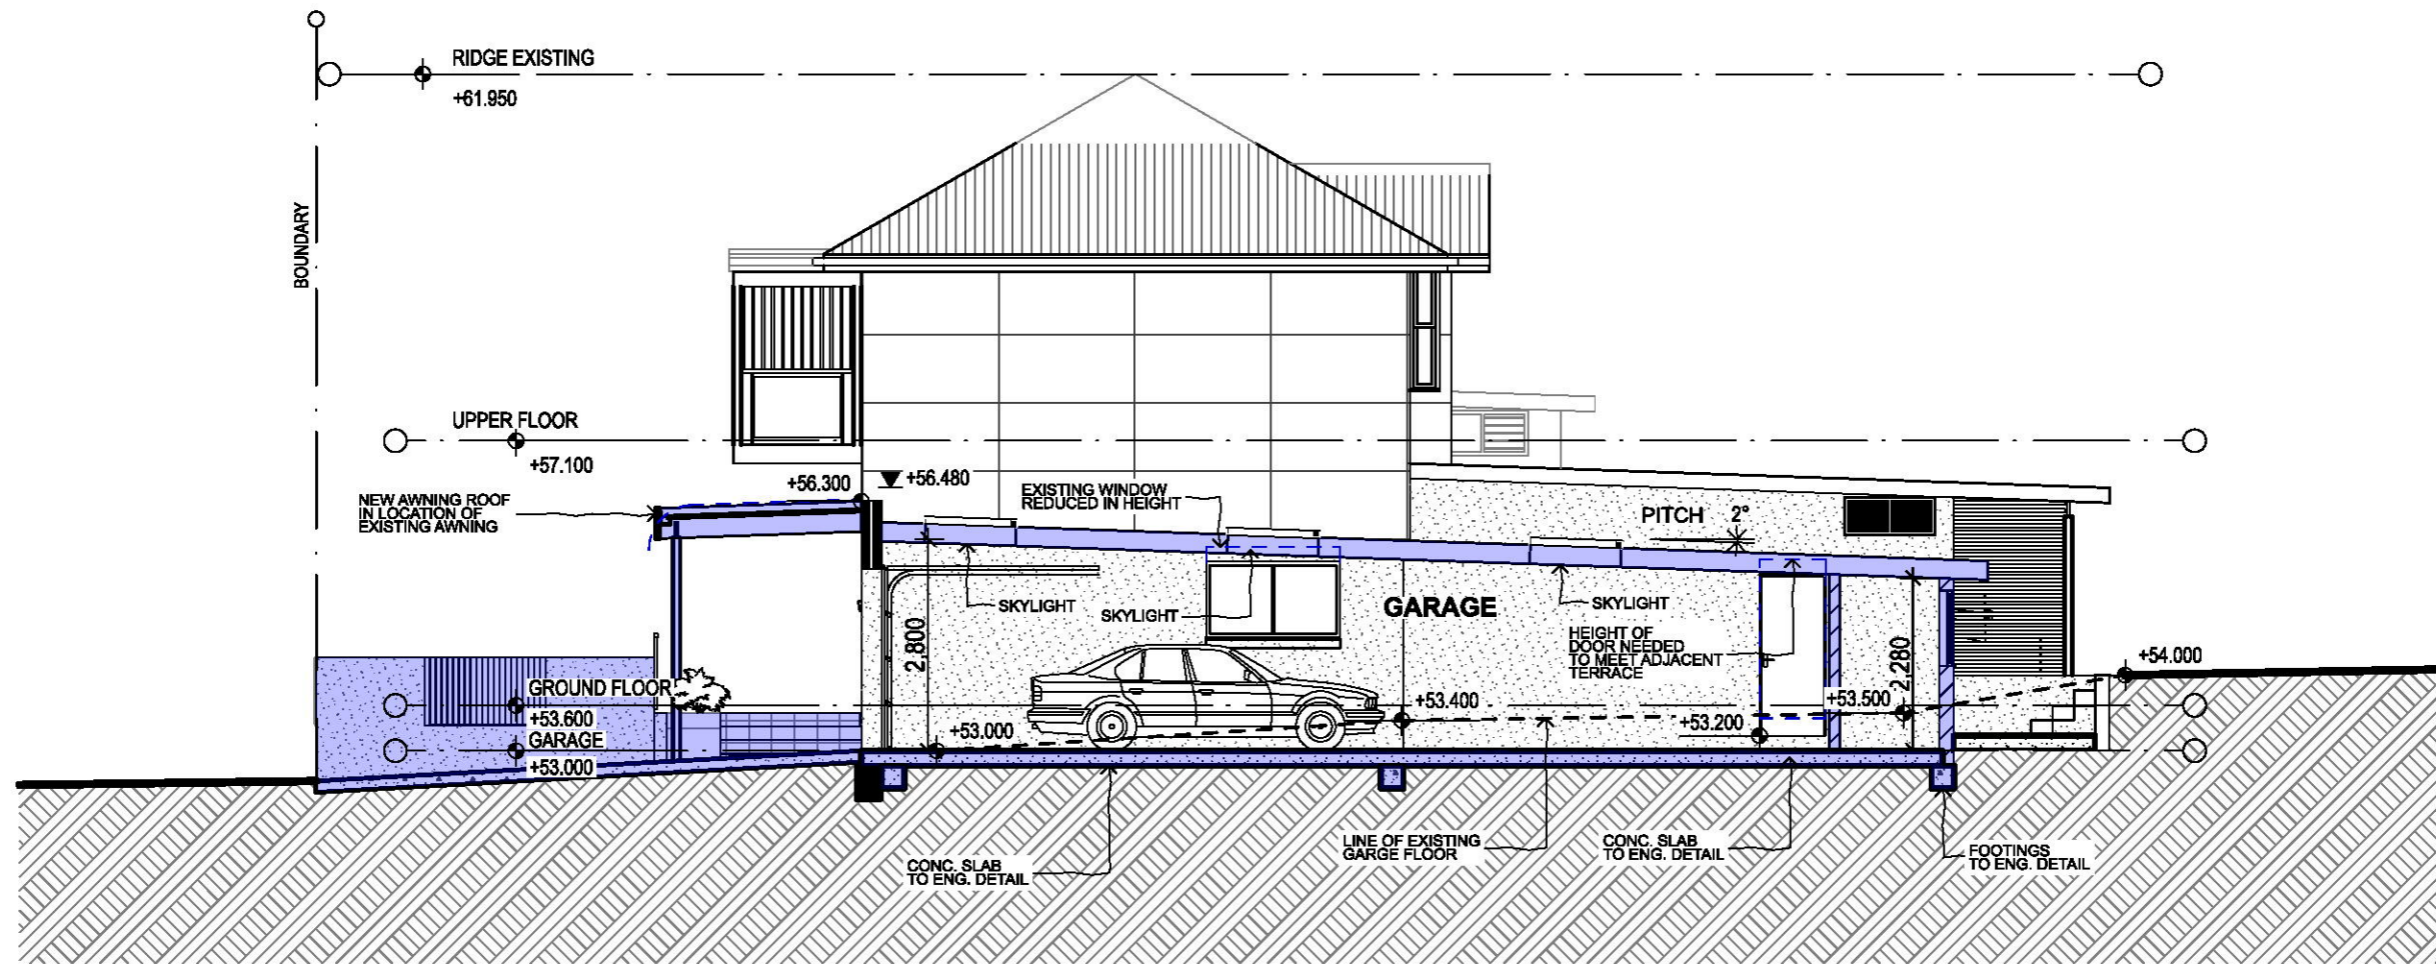 RIDGE EXISTING
+61.950
BOUNDARY
UPPER FLOOR
+57.100
+56.300
+56.480
NEW AWNING ROOF
IN LOCATION OF
EXISTING AWNING
EXISTING WINDOW
REDUCED IN HEIGHT
PITCH 2°
SKYLIGHT
SKYLIGHT
GARAGE
SKYLIGHT
2,800
HEIGHT OF
DOOR NEEDED
TO MEET ADJACENT
TERRACE
2,280
+54.000
GROUND FLOOR
+53.600
GARAGE
+53.000
+53.000
+53.400
+53.200
+53.500
CONC. SLAB
TO ENG. DETAIL
LINE OF EXISTING
GARGE FLOOR
CONC. SLAB
TO ENG. DETAIL
FOOTINGS
TO ENG. DETAIL